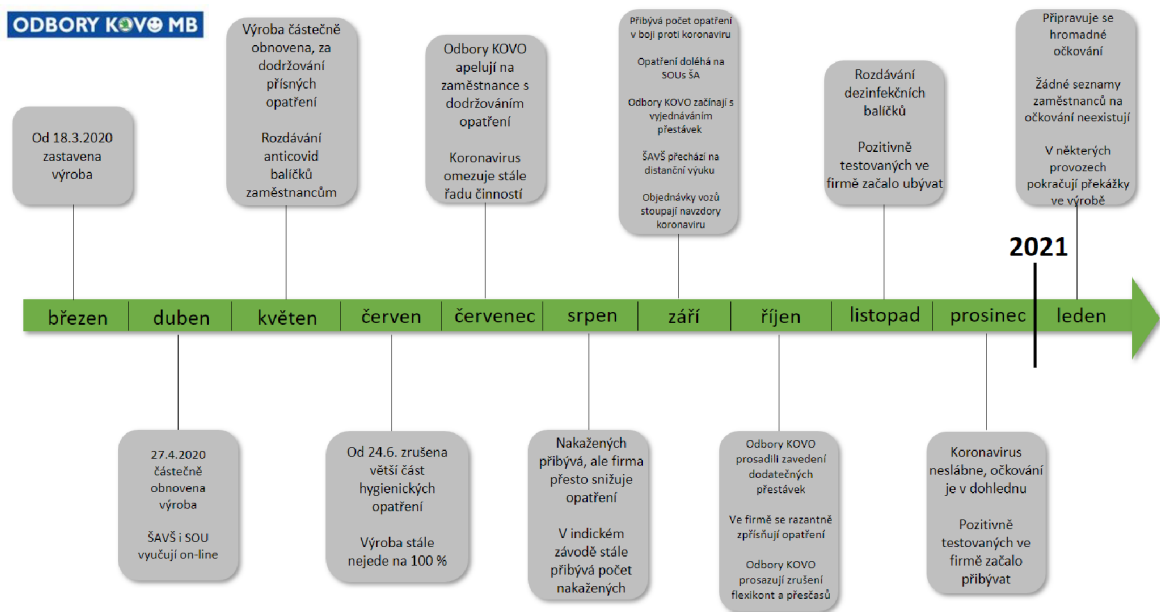 ODBORY KOVO MB
Od 18.3.2020
zastavena
výroba
Výroba částečně
obnovena, za
dodržování
přísných
opatření
Rozdávání
anticovid
balíčků
zaměstnancům
Odbory KOVO
apelují na
zaměstnance s
dodržováním
opatření
Koronavirus
omezuje stále
řadu činností
Přibývá počet opatření
v boji proti koronaviru
Opatření doléhá na
SOUs ŠA
Odbory KOVO začínají s
vyjednáváním
přestávek
ŠAVŠ přechází na
distanční výuku
Objednávky vozů
stoupají navzdory
koronaviru
Rozdávání
dezinfekčních
balíčků
Pozitivně
testovaných ve
firmě začalo ubývat
Připravuje se
hromadné
očkování
Žádné seznamy
zaměstnanců na
očkování neexistují
V některých
provozech
pokračují překážky
ve výrobě
2021
březen duben květen červen červenec srpen září říjen listopad prosinec leden
27.4.2020
částečně
obnovena
výroba
ŠAVŠ i SOU
vyučují on-line
Od 24.6. zrušena
větší část
hygienických
opatření
Výroba stále
nejede na 100 %
Nakažených
přibývá, ale firma
přesto snižuje
opatření
V indickém
závodě stále
přibývá počet
nakažených
Odbory KOVO
prosadili zavedení
dodatečných
přestávek
Ve firmě se razantně
zpřísňují opatření
Odbory KOVO
prosazují zrušení
flexikont a přesčasů
Koronavirus
neslábne, očkování
je v dohlednu
Pozitivně
testovaných ve
firmě začalo
přibývat